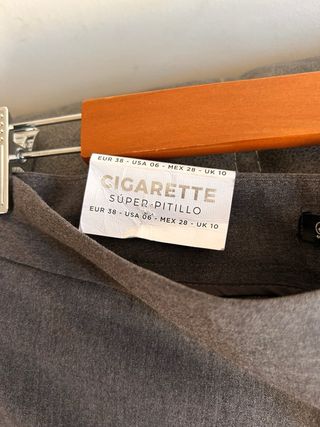 EUR 38 - USA 06 - MEX 28 - UK 10
CIGARETTE
SÚPER PITILLO
EUR 38 - USA 06 - MEX 28 - UK 10